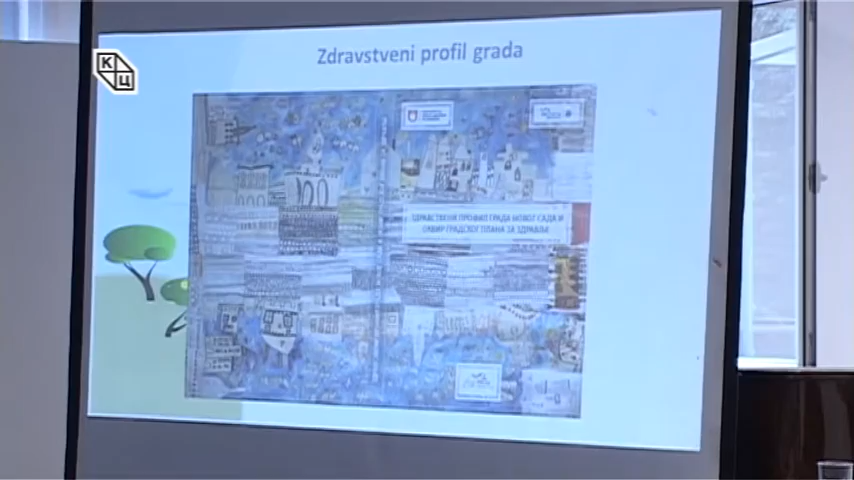 К
Ц
Zdravstveni profil grada
ЗДРАВСТВЕНИ ПРОФИЛ ГРАДА НОВОГ САДА И
ОКВИР ГРАДСКОГ ПЛАНА ЗА ЗДРАВЉЕ